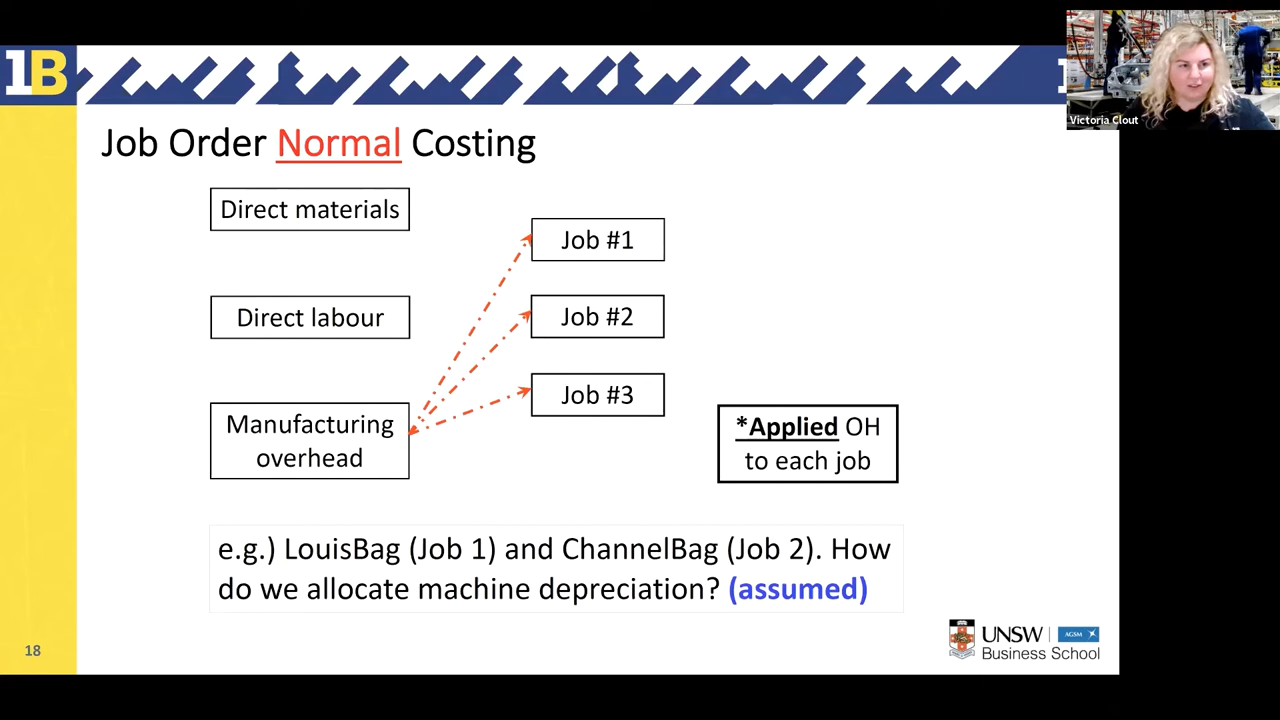 1B
1
Victoria Clout
Job Order Normal Costing
Direct materials
Job #1
Direct labour
Job #2
Job #3
Manufacturing
overhead
*Applied OH
to each job
e.g.) LouisBag (Job 1) and ChannelBag (Job 2). How
do we allocate machine depreciation? (assumed)
18
UNSW
AGSM
Business School